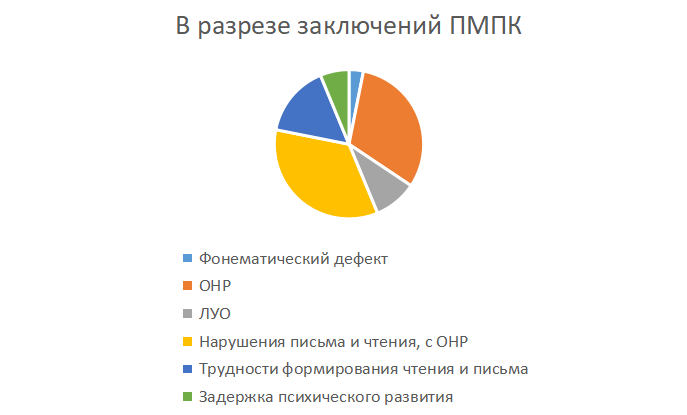 В разрезе заключений ПМПК
Фонематический дефект
ОНР
ЛУО
Нарушения письма и чтения, с ОНР
Трудности формирования чтения и письма
Задержка психического развития